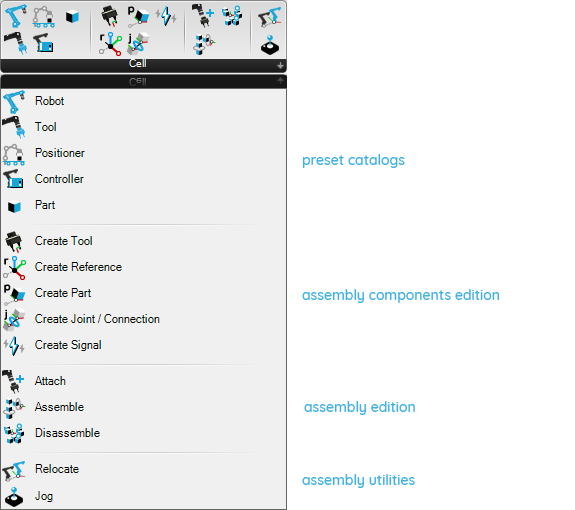 Cell
Cell
Robot
Tool
Positioner
Controller
Part
preset catalogs
Create Tool
Create Reference
Create Part
Create Joint / Connection
Create Signal
assembly components edition
Attach
Assemble
Disassemble
assembly edition
Relocate
Jog
assembly utilities